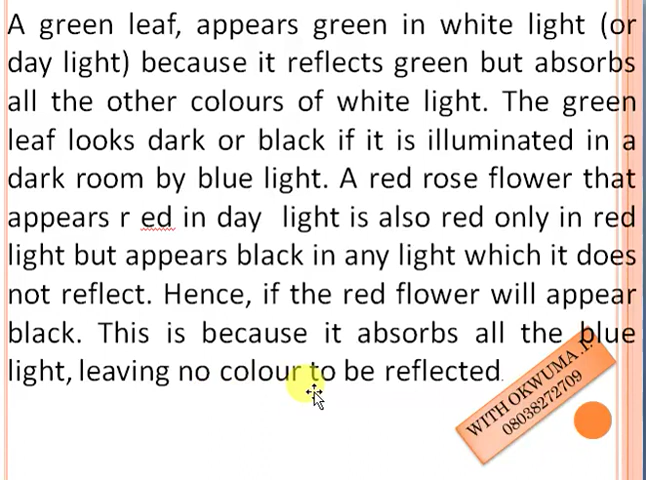 A green leaf, appears green in white light (or
day light) because it reflects green but absorbs
all the other colours of white light. The green
leaf looks dark or black if it is illuminated in a
dark room by blue light. A red rose flower that
appears r ed in day light is also red only in red
light but appears black in any light which it does
not reflect. Hence, if the red flower will appear
black. This is because it absorbs all the blue
light, leaving no colour to be reflected.
WITH OKWUMA .I.
08038272709